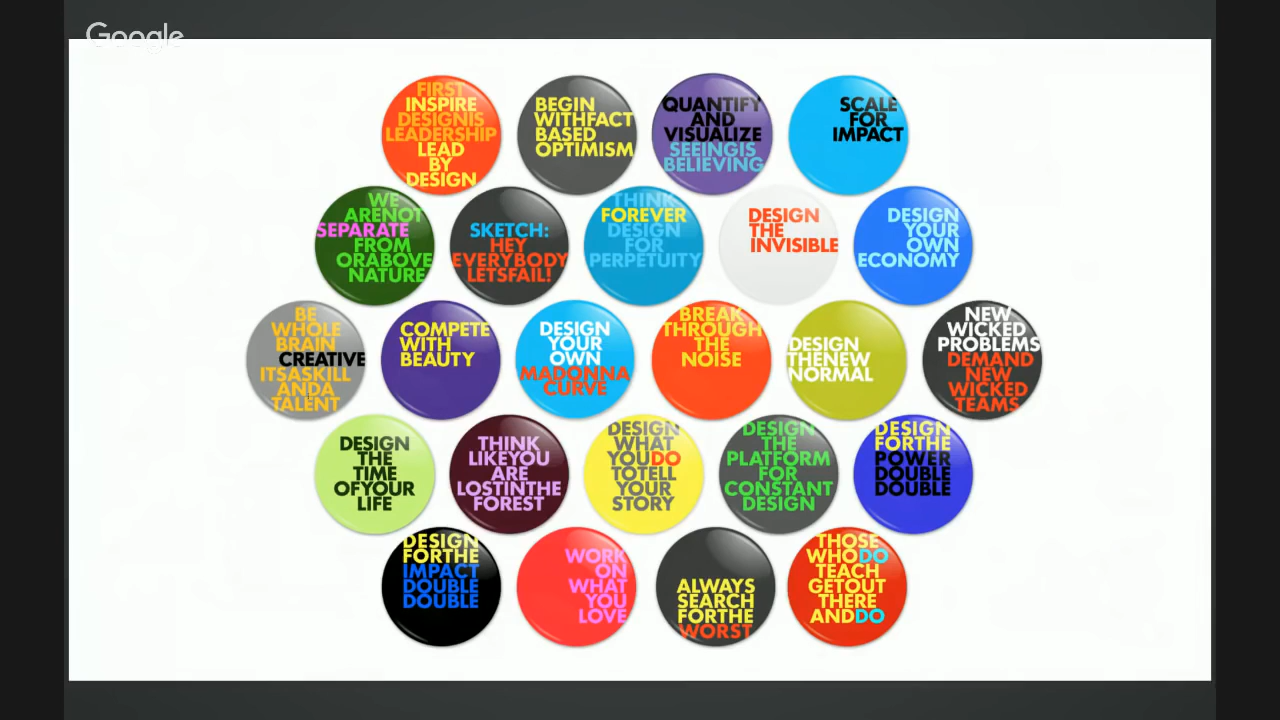 Google
FIRST
INSPIRE
DESIGNIS
LEADERSHIP
LEAD
BY
DESIGN
BEGIN
WITHFACT
BASED
OPTIMISM
QUANTIFY
AND
VISUALIZE
SEEINGIS
BELIEVING
SCALE
FOR
IMPACT
WE
ARENOT
SEPARATE
FROM
ORABOVE
NATURE
SKETCH:
HEY
EVERYBODY
LETSFAIL!
THINK
FOREVER
DESIGN
FOR
PERPETUITY
DESIGN
THE
INVISIBLE
DESIGN
YOUR
OWN
ECONOMY
BE
WHOLE
BRAIN
CREATIVE
ITSASKILL
ANDA
TALENT
COMPETE
WITH
BEAUTY
DESIGN
YOUR
OWN
MADONNA
CURVE
BREAK
THROUGH
THE
NOISE
DESIGN
THENEW
NORMAL
NEW
WICKED
PROBLEMS
DEMAND
NEW
WICKED
TEAMS
DESIGN
THE
TIME
OFYOUR
LIFE
THINK
LIKEYOU
ARE
LOSTINTHE
FOREST
DESIGN
WHAT
YOUDO
TOTELL
YOUR
STORY
DESIGN
THE
PLATFORM
FOR
CONSTANT
DESIGN
DESIGN
FORTHE
POWER
DOUBLE
DOUBLE
DESIGN
FORTHE
IMPACT
DOUBLE
DOUBLE
WORK
ON
WHAT
YOU
LOVE
ALWAYS
SEARCH
FORTHE
WORST
THOSE
WHODO
TEACH
GETOUT
THERE
ANDDO